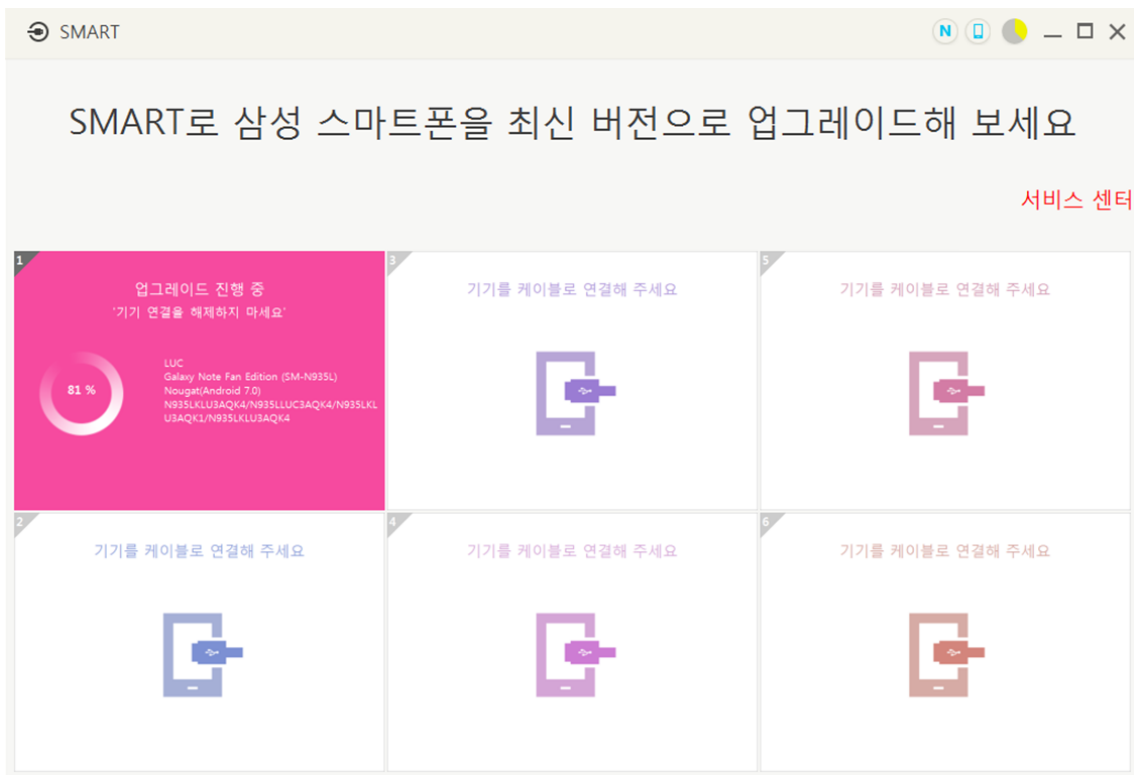 SMART
N
SMART로 삼성 스마트폰을 최신 버전으로 업그레이드해 보세요
서비스 센터
1
업그레이드 진행 중
'기기 연결을 해제하지 마세요'
81 %
LUC
Galaxy Note Fan Edition (SM-N935L)
Nougat(Android 7.0)
N935LKLU3AQK4/N935LLUC3AQK4/N935LKL
U3AQK1/N935LKLU3AQK4
3
기기를 케이블로 연결해 주세요
5
기기를 케이블로 연결해 주세요
2
기기를 케이블로 연결해 주세요
4
기기를 케이블로 연결해 주세요
6
기기를 케이블로 연결해 주세요